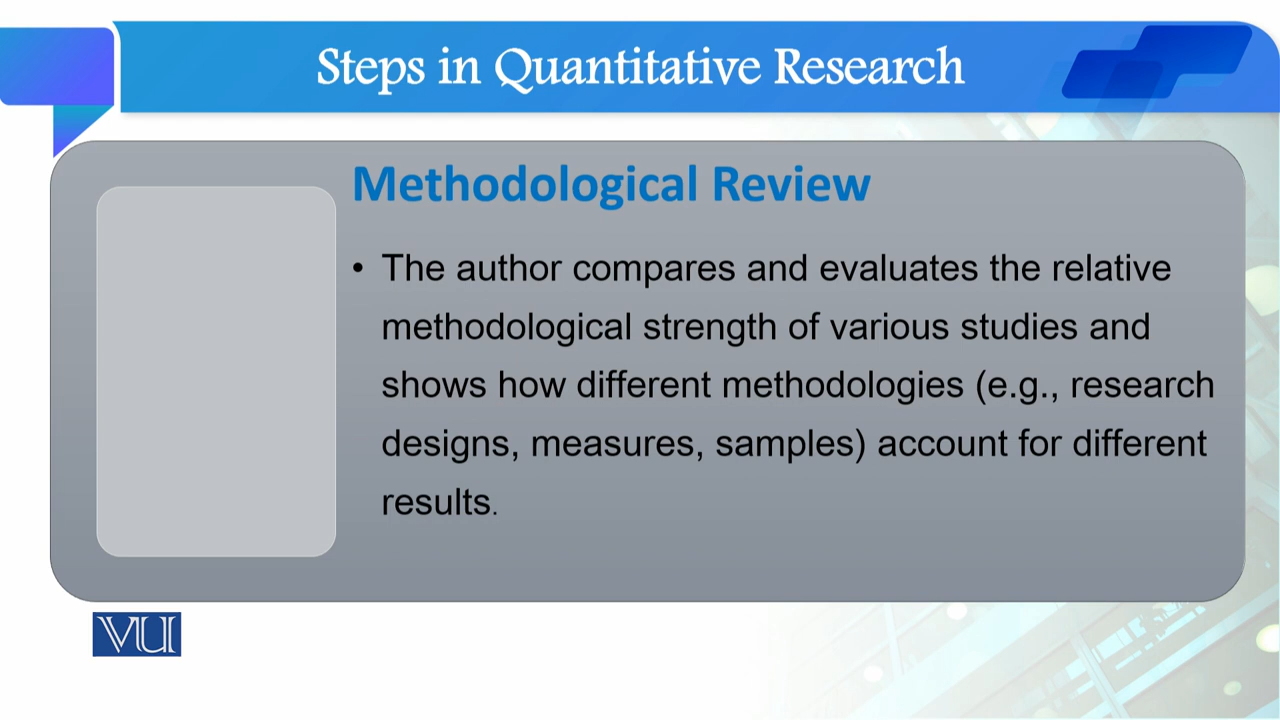 Steps in Quantitative Research
Methodological Review
• The author compares and evaluates the relative
methodological strength of various studies and
shows how different methodologies (e.g., research
designs, measures, samples) account for different
results.
VU